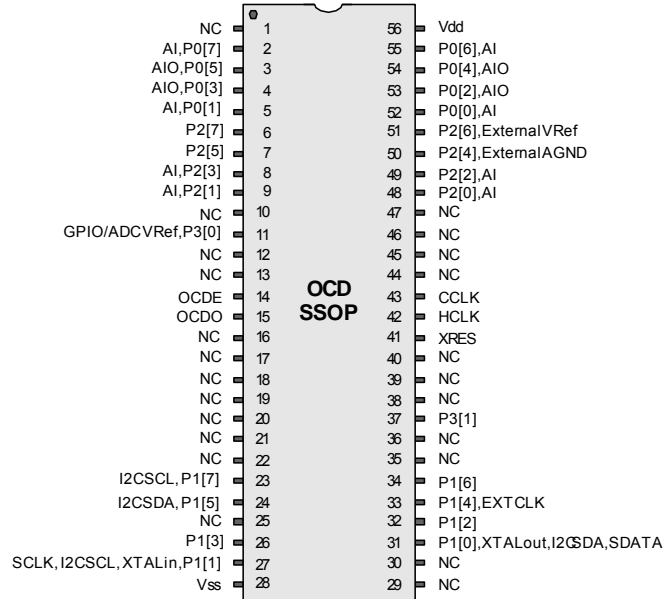 NC 1 56 Vdd
AI,P0[7] 2 55 P0[6],AI
AIO,P0[5] 3 54 P0[4],AIO
AIO,P0[3] 4 53 P0[2],AIO
AI,P0[1] 5 52 P0[0],AI
P2[7] 6 51 P2[6],ExternalVRef
P2[5] 7 50 P2[4],ExternalAGND
AI,P2[3] 8 49 P2[2],AI
AI,P2[1] 9 48 P2[0],AI
NC 10 47 NC
GPIO/ADCVRef,P3[0] 11 46 NC
NC 12 45 NC
NC 13 44 NC
OCDE 14 OCD 43 CCLK
OCDO 15 SSOP 42 HCLK
NC 16 41 XRES
NC 17 40 NC
NC 18 39 NC
NC 19 38 NC
NC 20 37 P3[1]
NC 21 36 NC
NC 22 35 NC
I2CSCL,P1[7] 23 34 P1[6]
I2CSDA,P1[5] 24 33 P1[4],EXTCLK
NC 25 32 P1[2]
P1[3] 26 31 P1[0],XTALout,I2CSDA,SDATA
SCLK,I2CSCL,XTALin,P1[1] 27 30 NC
Vss 28 29 NC